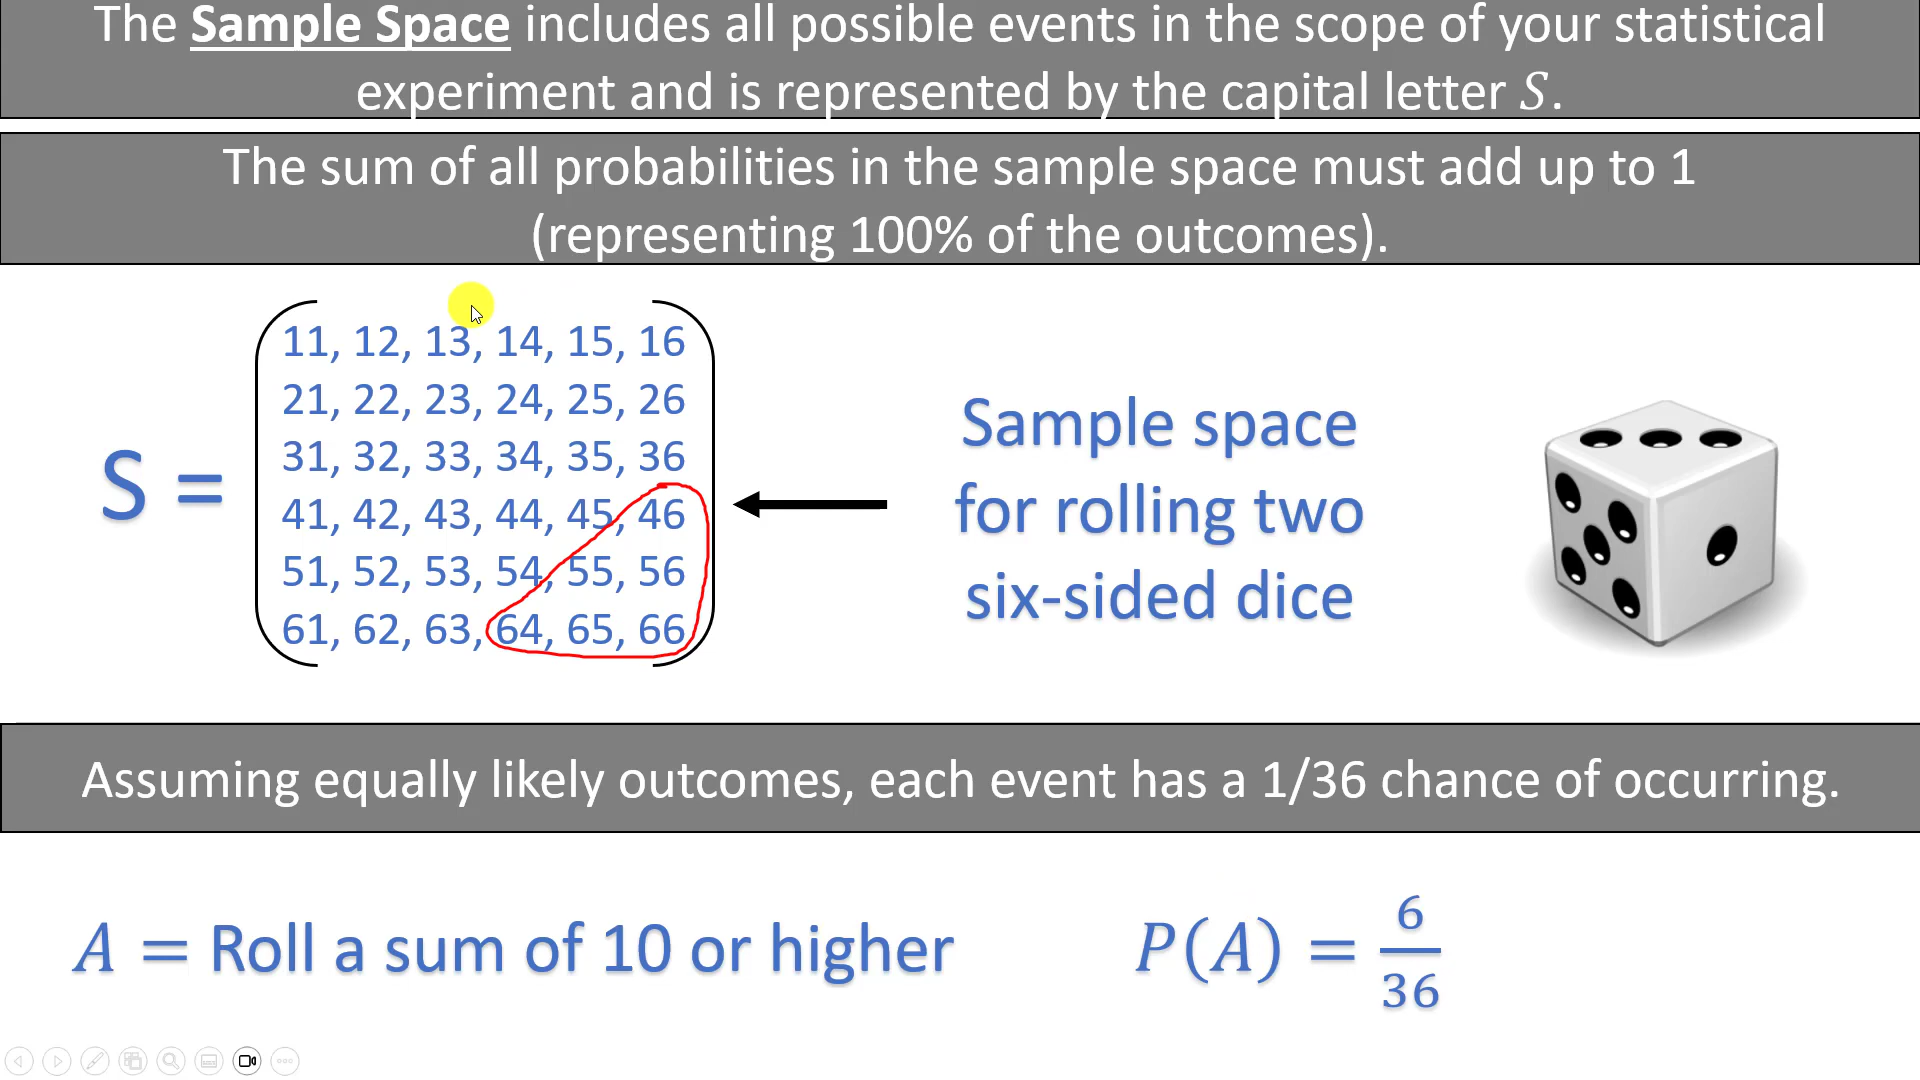 The Sample Space includes all possible events in the scope of your statistical
experiment and is represented by the capital letter S.
The sum of all probabilities in the sample space must add up to 1
(representing 100% of the outcomes).
S =
11, 12, 13, 14, 15, 16
21, 22, 23, 24, 25, 26
31, 32, 33, 34, 35, 36
41, 42, 43, 44, 45, 46
51, 52, 53, 54, 55, 56
61, 62, 63, 64, 65, 66
Sample space
for rolling two
six-sided dice
Assuming equally likely outcomes, each event has a 1/36 chance of occurring.
A = Roll a sum of 10 or higher
P(A) = 6/36